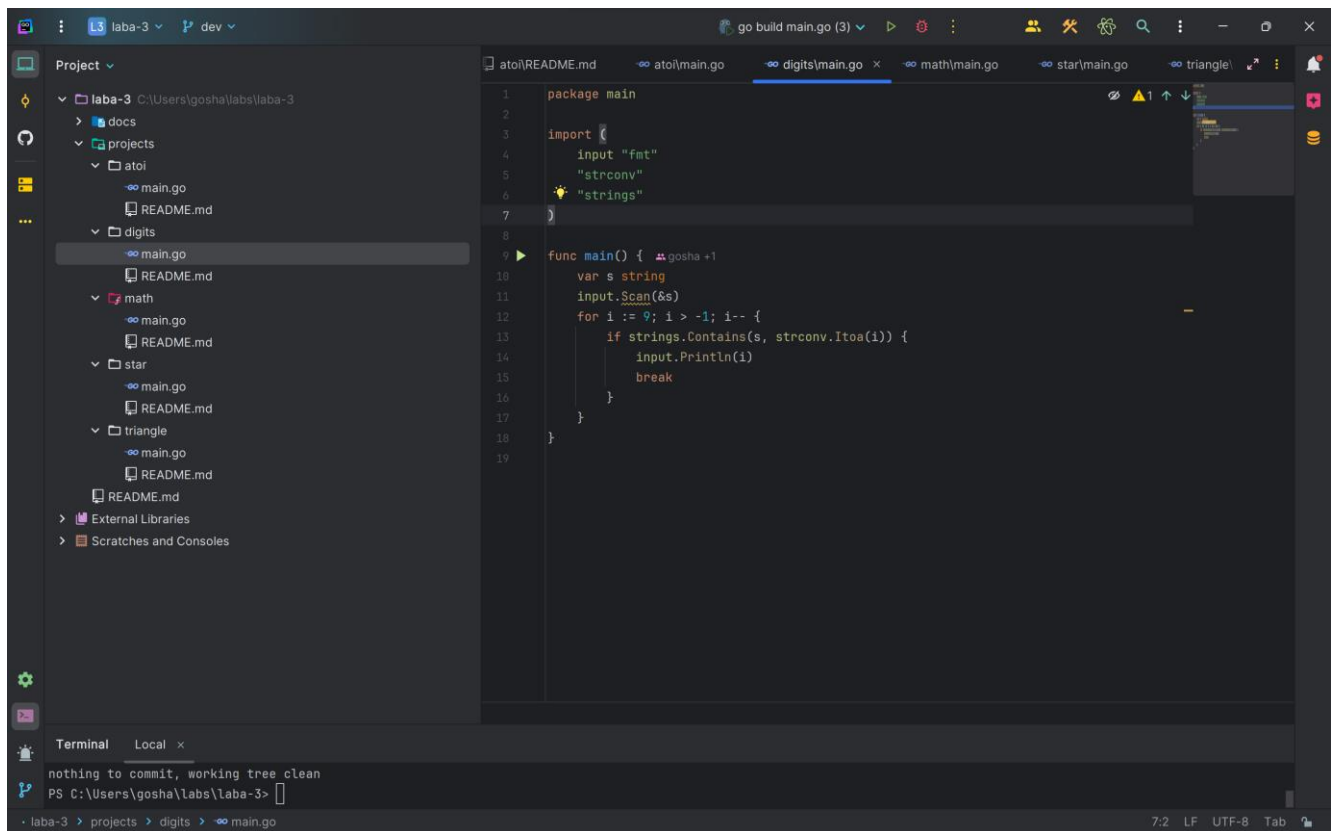 L3 laba-3 dev go build main.go (3)
Project
atoi\README.md atoi\main.go digits\main.go × math\main.go star\main.go triangle\
laba-3 C:\Users\gosha\labs\laba-3
docs
projects
atoi
main.go
README.md
digits
main.go
README.md
math
main.go
README.md
star
main.go
README.md
triangle
main.go
README.md
README.md
External Libraries
Scratches and Consoles
1 package main 1
2
3 import (
4 input "fmt"
5 "strconv"
6 "strings"
7 )
8
9 func main() { gosha +1
10 var s string
11 input.Scan(&s)
12 for i := 9; i > -1; i-- {
13 if strings.Contains(s, strconv.Itoa(i)) {
14 input.Println(i)
15 break
16 }
17 }
18 }
19
Terminal Local ×
nothing to commit, working tree clean
PS C:\Users\gosha\labs\laba-3>
laba-3 > projects > digits > main.go 7:2 LF UTF-8 Tab